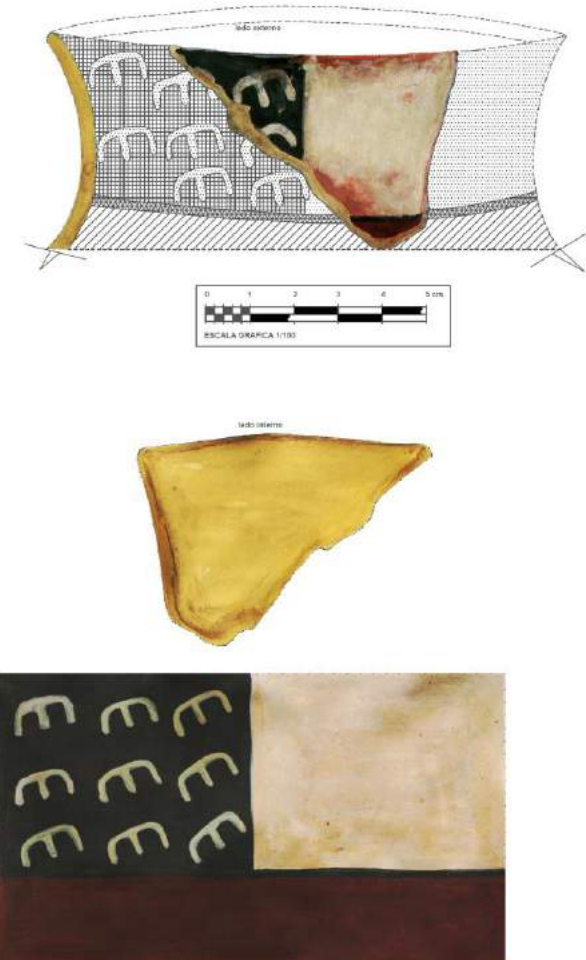 lado externo
0 1 2 3 4 5 cm.
ESCALA GRAFICA 1/100
lado interno